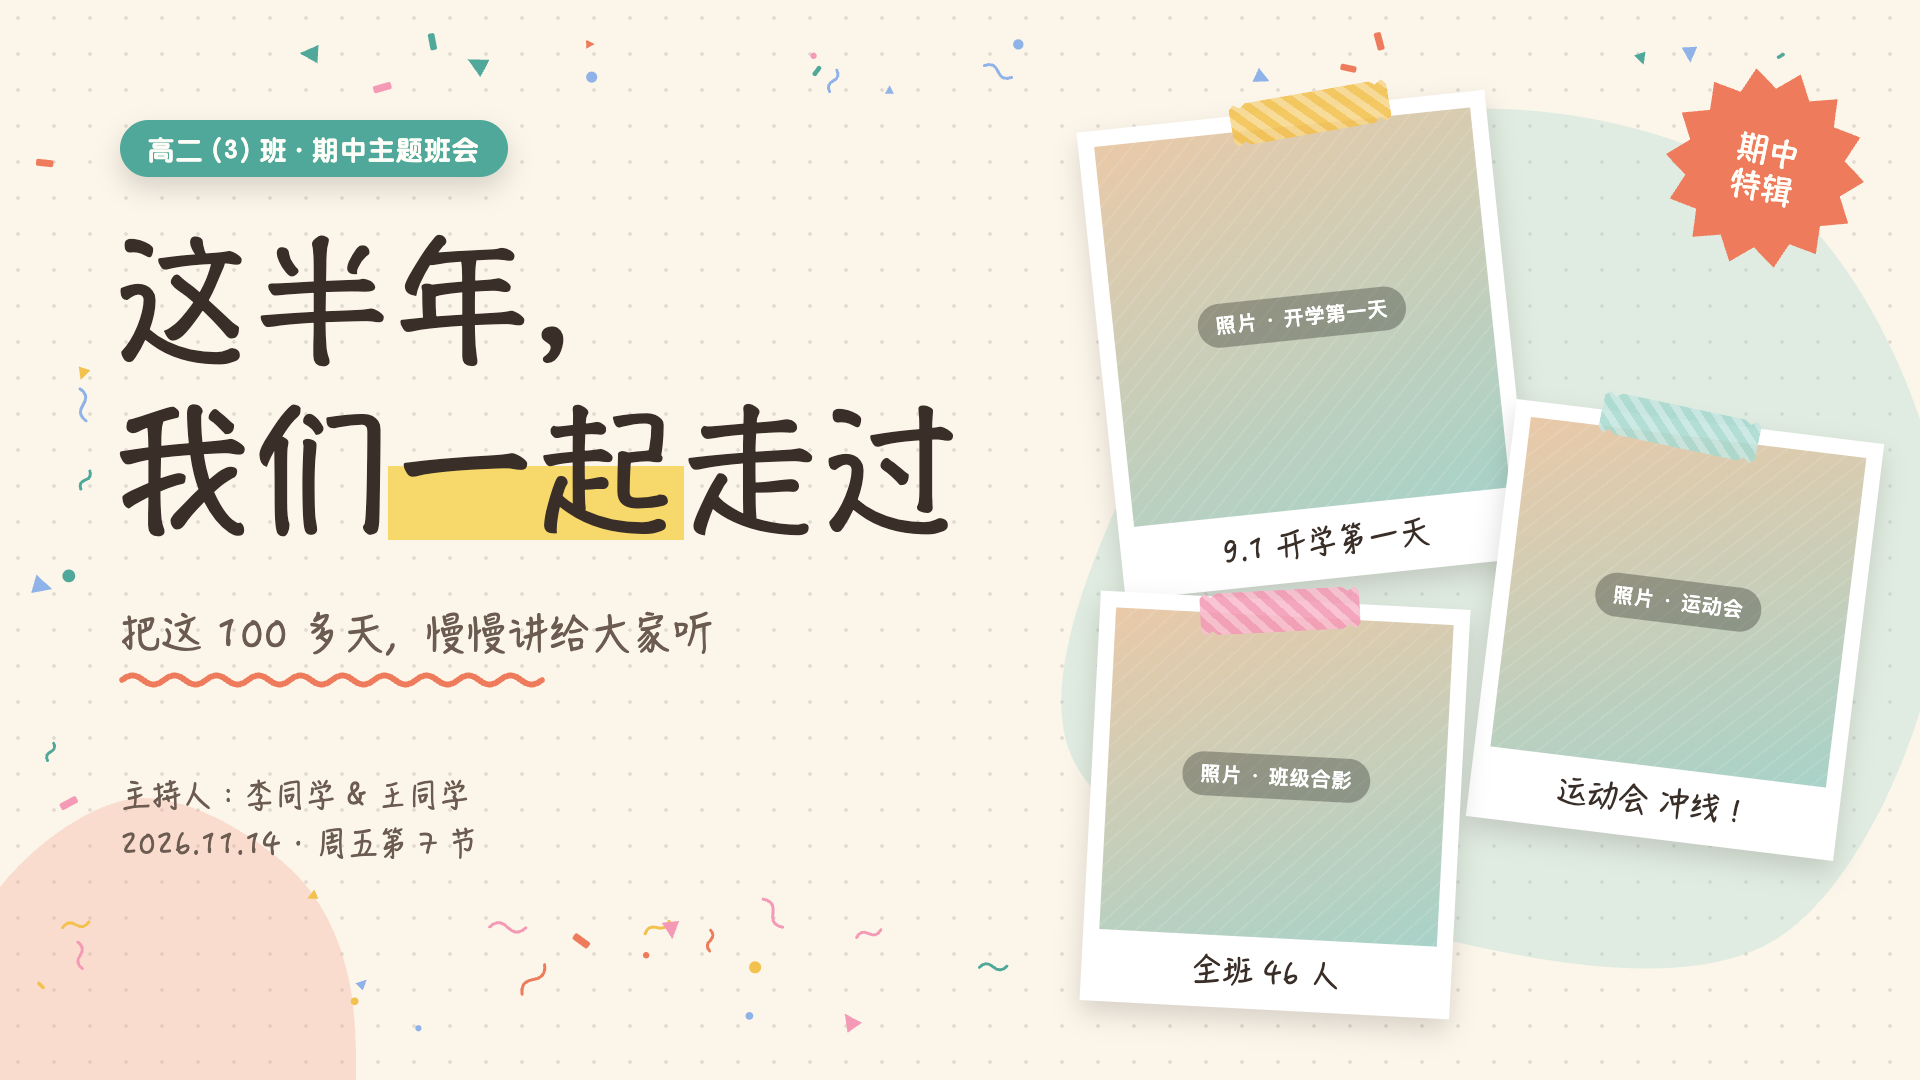 高二（3）班 · 期中主题班会
这半年，
我们一起走过
把这 100 多天，慢慢讲给大家听
主持人：李同学 & 王同学
2026.11.14 · 周五第 7 节
期中
特辑
照片 · 开学第一天
9.1 开学第一天
照片 · 运动会
运动会 冲线！
照片 · 班级合影
全班 46 人